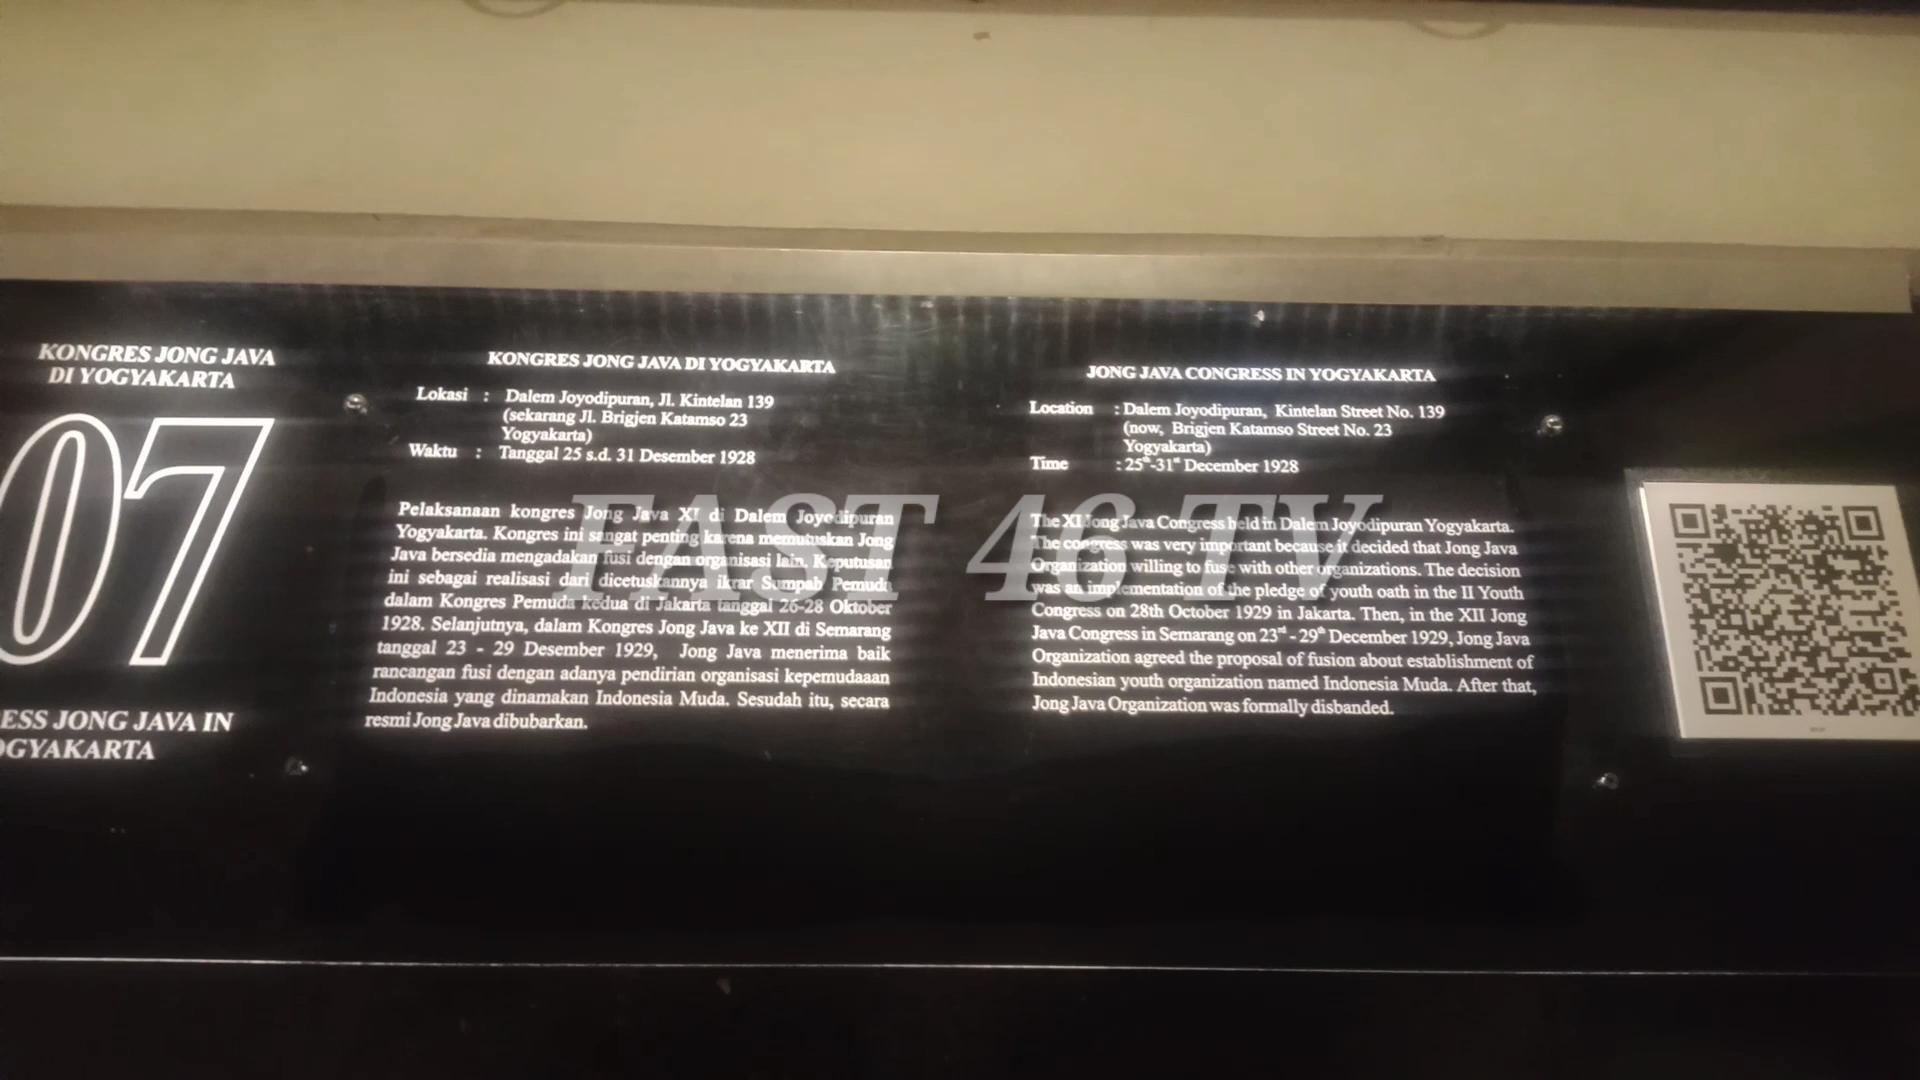 KONGRES JONG JAVA
DI YOGYAKARTA
07
ESS JONG JAVA IN
OGYAKARTA
KONGRES JONG JAVA DI YOGYAKARTA
Lokasi : Dalem Joyodipuran, Jl. Kintelan 139
(sekarang Jl. Brigjen Katamso 23
Yogyakarta)
Waktu : Tanggal 25 s.d. 31 Desember 1928
Pelaksanaan kongres Jong Java XI di Dalem Joyodipuran
Yogyakarta. Kongres ini sangat penting karena memutuskan Jong
Java bersedia mengadakan fusi dengan organisasi lain. Keputusan
ini sebagai realisasi dari dicetuskannya ikrar Sumpah Pemuda
dalam Kongres Pemuda kedua di Jakarta tanggal 26-28 Oktober
1928. Selanjutnya, dalam Kongres Jong Java ke XII di Semarang
tanggal 23 - 29 Desember 1929, Jong Java menerima baik
rancangan fusi dengan adanya pendirian organisasi kepemudaaan
Indonesia yang dinamakan Indonesia Muda. Sesudah itu, secara
resmi Jong Java dibubarkan.
JONG JAVA CONGRESS IN YOGYAKARTA
Location : Dalem Joyodipuran, Kintelan Street No. 139
(now, Brigjen Katamso Street No. 23
Yogyakarta)
Time : 25th-31st December 1928
The XI Jong Java Congress held in Dalem Joyodipuran Yogyakarta.
The congress was very important because it decided that Jong Java
Organization willing to fuse with other organizations. The decision
was an implementation of the pledge of youth oath in the II Youth
Congress on 28th October 1929 in Jakarta. Then, in the XII Jong
Java Congress in Semarang on 23rd - 29th December 1929, Jong Java
Organization agreed the proposal of fusion about establishment of
Indonesian youth organization named Indonesia Muda. After that,
Jong Java Organization was formally disbanded.
FAST 46 TV